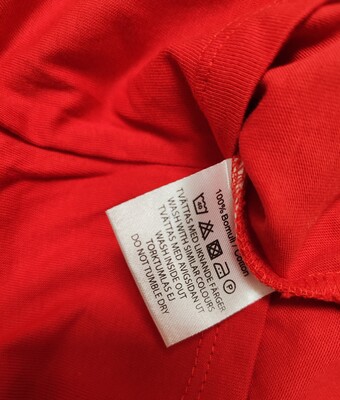 100% Bomull / Cotton
40 P
TVÄTTAS MED LIKNANDE FÄRGER
WASH WITH SIMILAR COLOURS
TVÄTTAS MED AVIGSIDAN UT
WASH INSIDE OUT
TORKTUMLAS EJ
DO NOT TUMBLE DRY